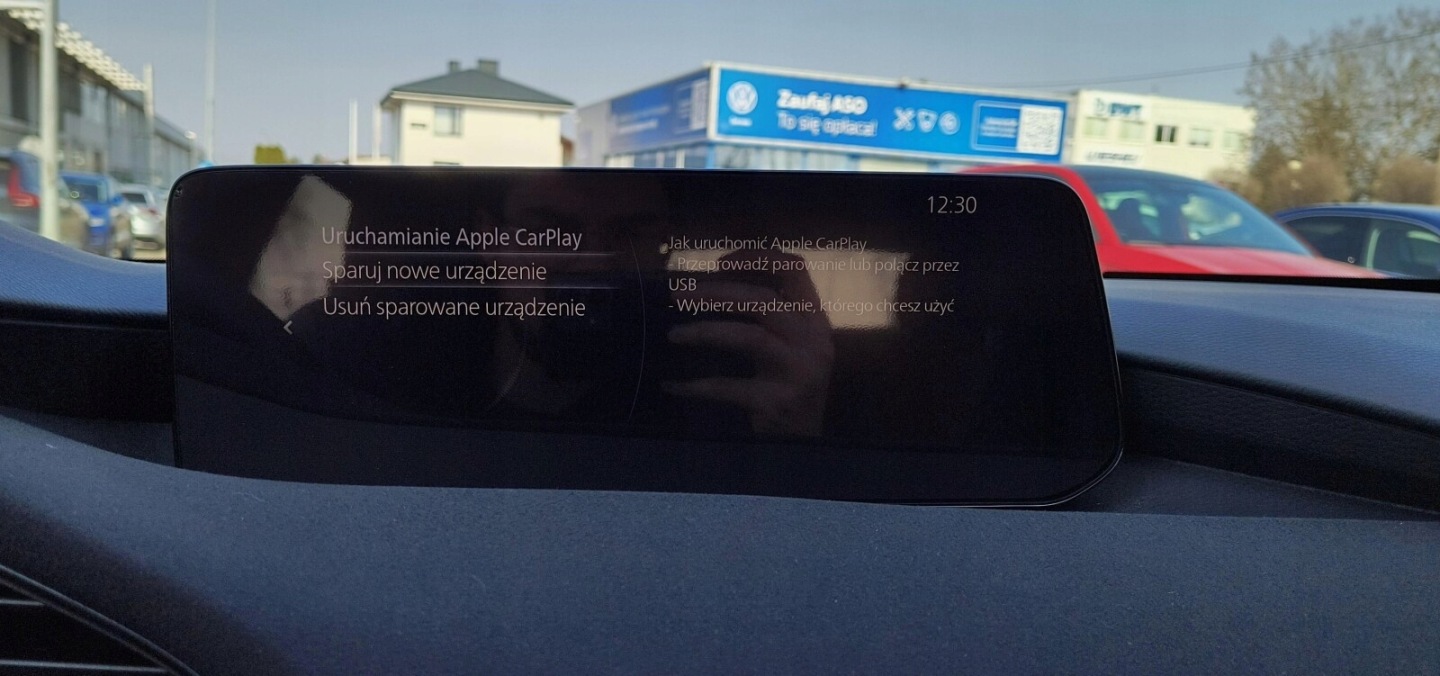 Zaufaj ASO
To się opłaca!
12:30
Uruchamianie Apple CarPlay
Sparuj nowe urządzenie
Usuń sparowane urządzenie
Jak uruchomić Apple CarPlay
- Przeprowadź parowanie lub połącz przez
USB
- Wybierz urządzenie, którego chcesz użyć